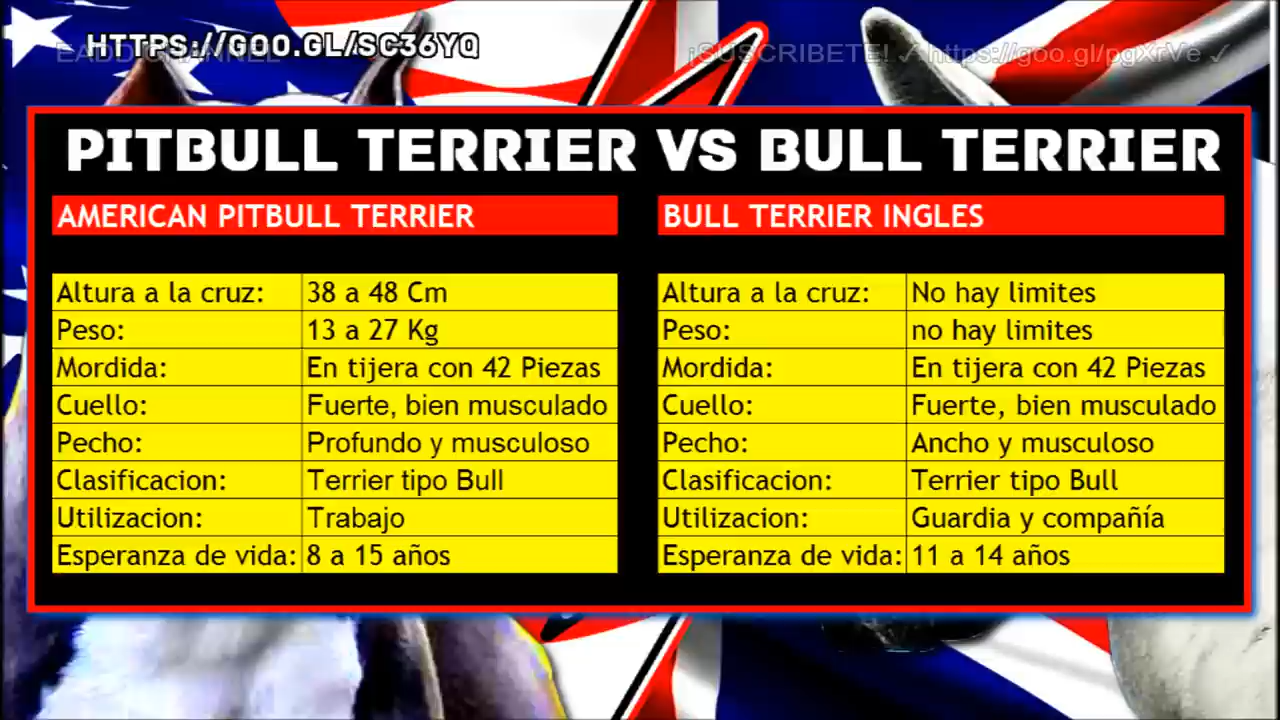 HTTPS://GOO.GL/SC36YQ
EADD CHANNEL
¡SUSCRIBETE! ✓ https://goo.gl/pgXrVe ✓
PITBULL TERRIER VS BULL TERRIER
AMERICAN PITBULL TERRIER
Altura a la cruz: 38 a 48 Cm
Peso: 13 a 27 Kg
Mordida: En tijera con 42 Piezas
Cuello: Fuerte, bien musculado
Pecho: Profundo y musculoso
Clasificacion: Terrier tipo Bull
Utilizacion: Trabajo
Esperanza de vida: 8 a 15 años
BULL TERRIER INGLES
Altura a la cruz: No hay limites
Peso: no hay limites
Mordida: En tijera con 42 Piezas
Cuello: Fuerte, bien musculado
Pecho: Ancho y musculoso
Clasificacion: Terrier tipo Bull
Utilizacion: Guardia y compañía
Esperanza de vida: 11 a 14 años